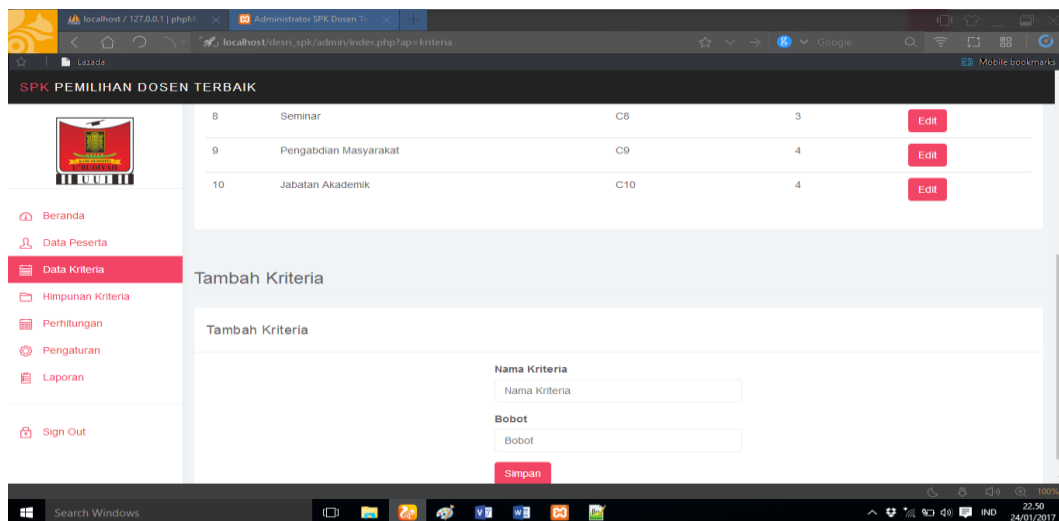 localhost / 127.0.0.1 | phpM
Administrator SPK Dosen Te
localhost/desri_spk/admin/index.php?ap=kriteria
Google
Lazada
Mobile bookmarks
SPK PEMILIHAN DOSEN TERBAIK
8 Seminar C8 3 Edit
9 Pengabdian Masyarakat C9 4 Edit
10 Jabatan Akademik C10 4 Edit
U'BUDIYAH
UUI
Beranda
Data Peserta
Data Kriteria
Himpunan Kriteria
Perhitungan
Pengaturan
Laporan
Sign Out
Tambah Kriteria
Tambah Kriteria
Nama Kriteria
Nama Kriteria
Bobot
Bobot
Simpan
100%
Search Windows
IND
22.50
24/01/2017